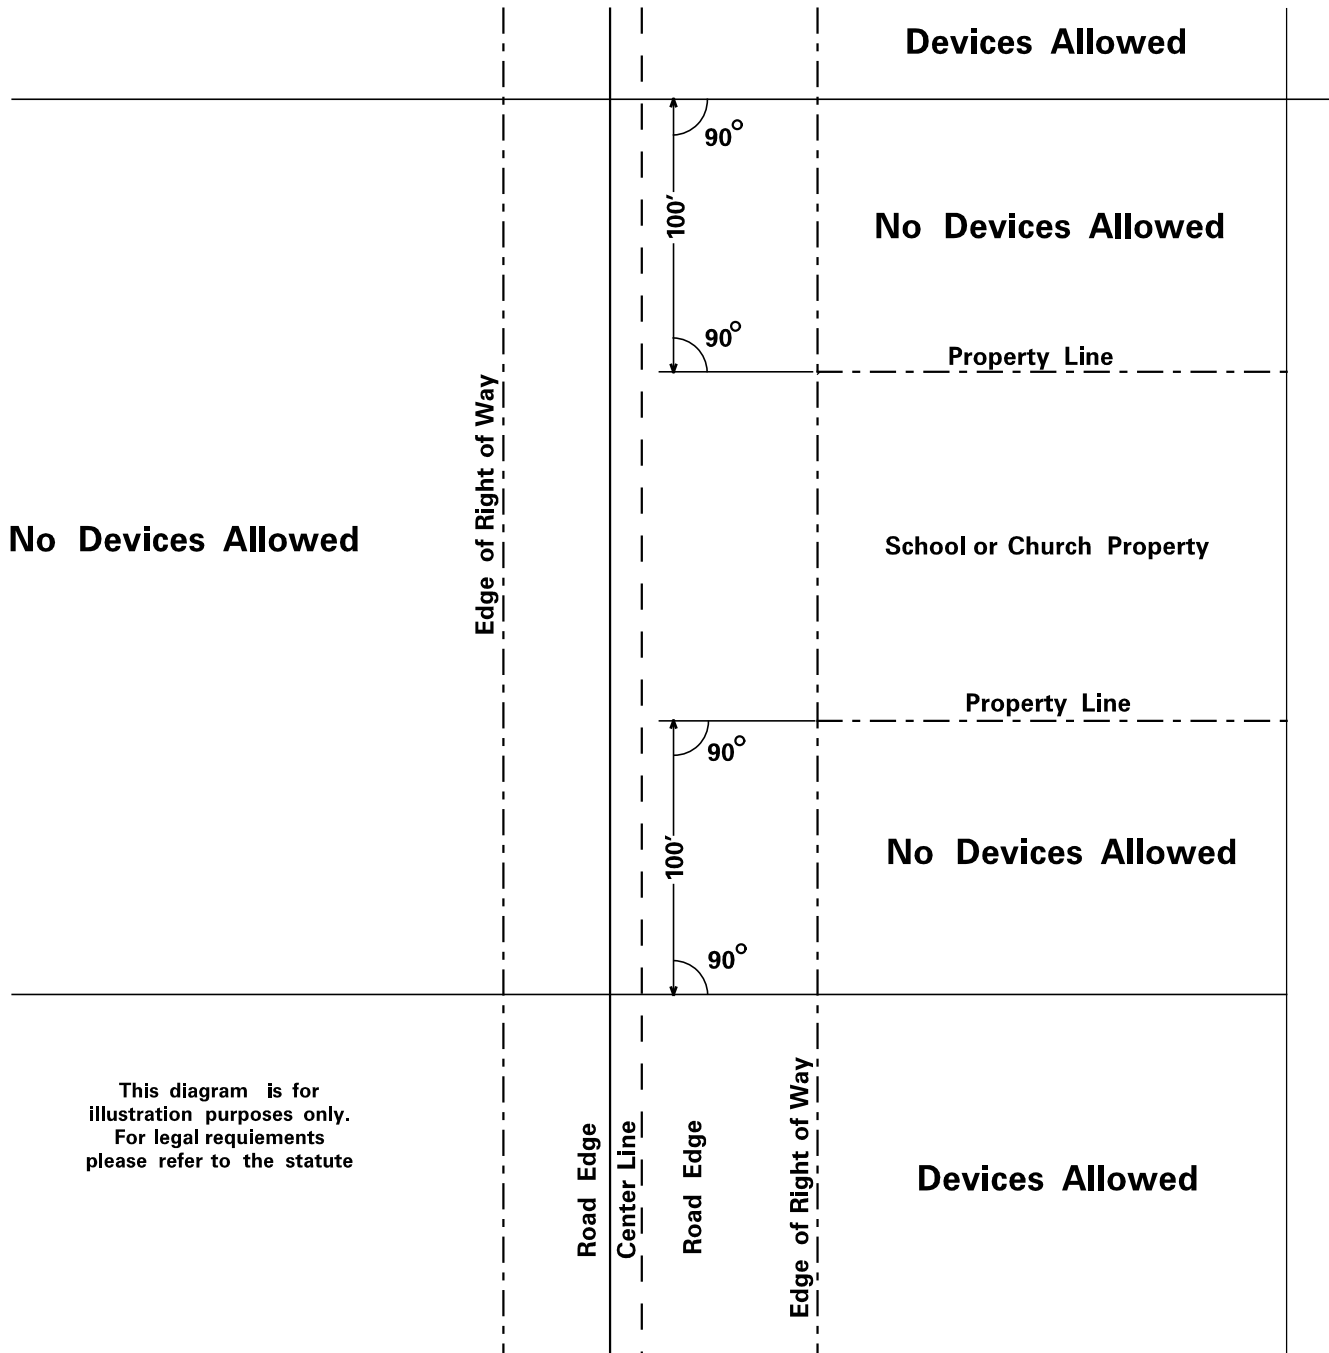 Devices Allowed
90°
100'
No Devices Allowed
90°
Property Line
Edge of Right of Way
No Devices Allowed
School or Church Property
Property Line
90°
100'
No Devices Allowed
90°
This diagram is for
illustration purposes only.
For legal requiements
please refer to the statute
Road Edge
Center Line
Road Edge
Edge of Right of Way
Devices Allowed